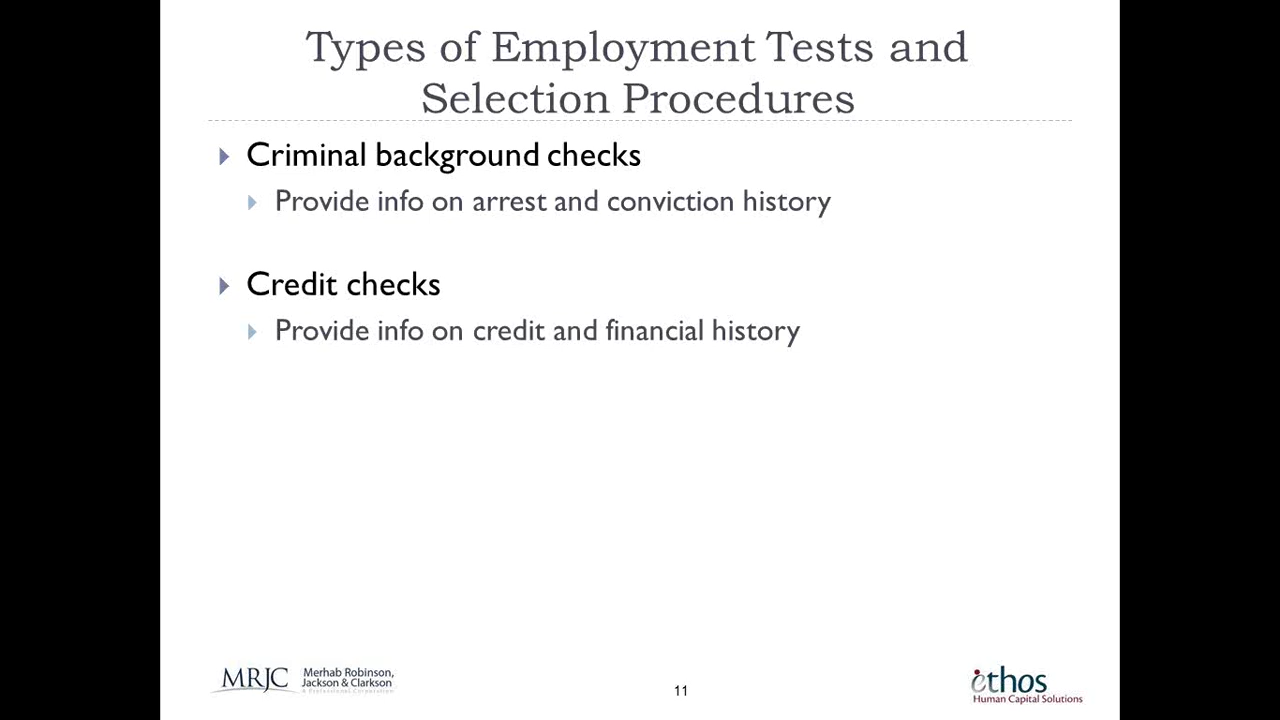 Types of Employment Tests and
Selection Procedures
Criminal background checks
Provide info on arrest and conviction history
Credit checks
Provide info on credit and financial history
MRJC
Merhab Robinson,
Jackson & Clarkson
A Professional Corporation
11
ethos
Human Capital Solutions